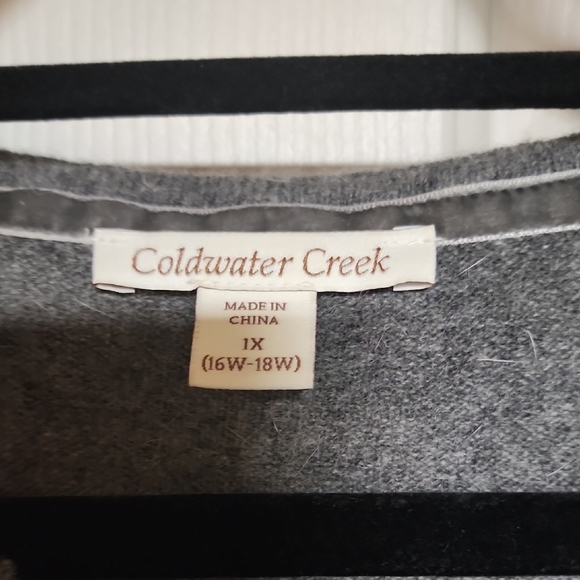 Coldwater Creek
MADE IN
CHINA
1X
(16W-18W)